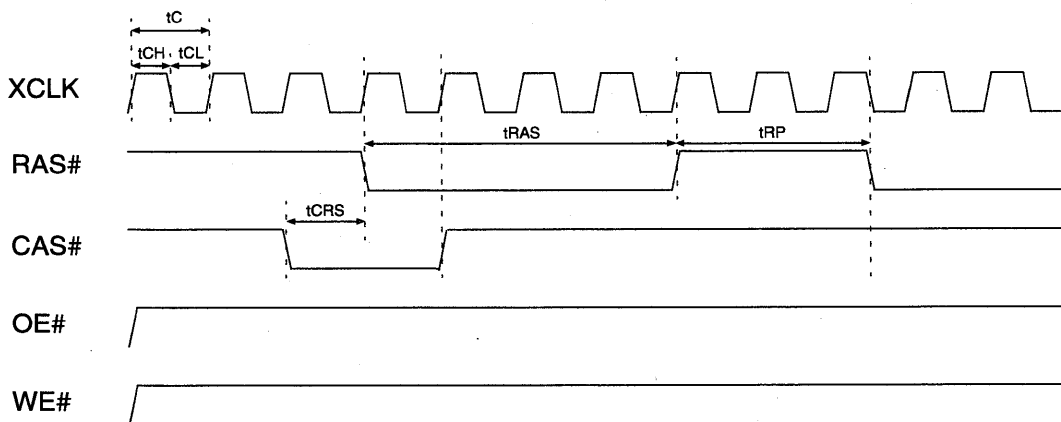 tC
tCH tCL
XCLK
tRAS tRP
RAS#
tCRS
CAS#
OE#
WE#